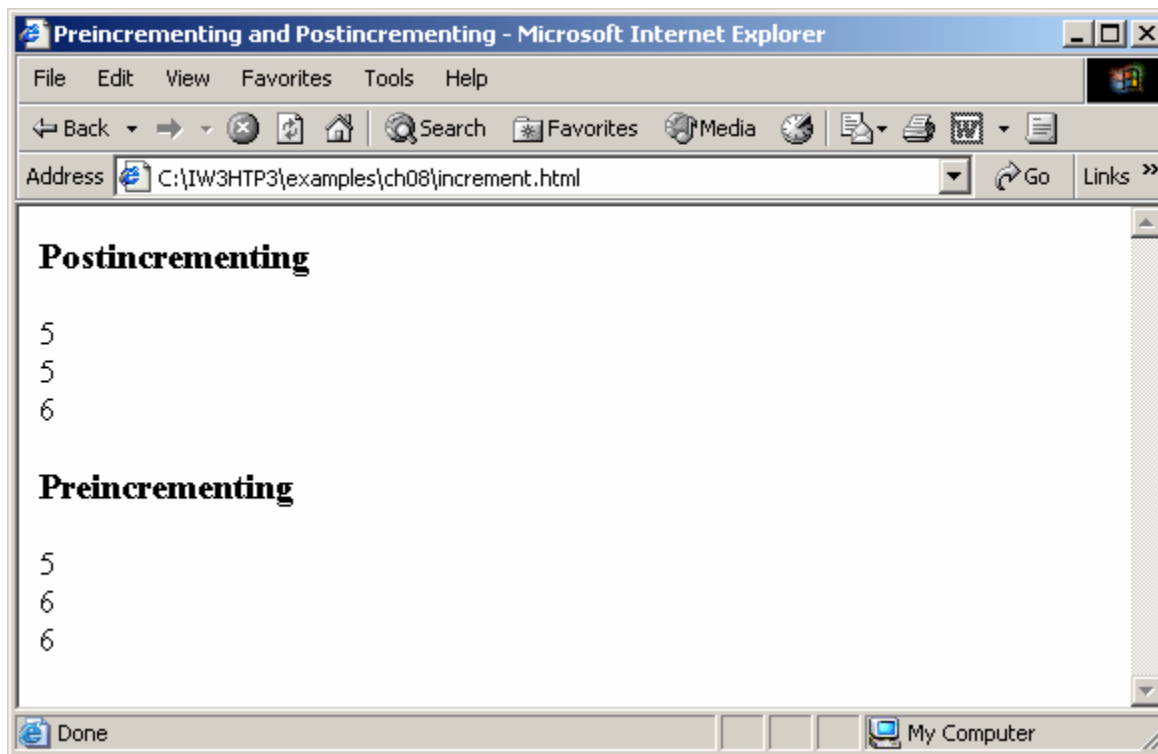 Preincrementing and Postincrementing - Microsoft Internet Explorer
File Edit View Favorites Tools Help
Back Search Favorites Media W
Address C:\IW3HTP3\examples\ch08\increment.html Go Links »
Postincrementing
5
5
6
Preincrementing
5
6
6
Done My Computer